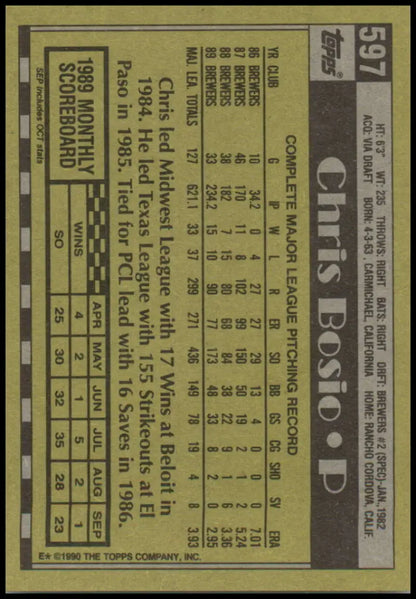 597
Topps®
HT: 6'3" WT: 235 THROWS: RIGHT BATS: RIGHT DRFT: BREWERS #2 (SPEC)-JAN, 1982
ACQ: VIA DRAFT BORN: 4-3-63, CARMICHAEL, CALIFORNIA HOME: RANCHO CORDOVA, CALIF.
Chris Bosio • P
COMPLETE MAJOR LEAGUE PITCHING RECORD
YR CLUB G IP W L R ER SO BB GS CG SHO SV ERA
86 BREWERS 10 34.2 0 4 27 27 29 13 4 0 0 0 7.01
87 BREWERS 46 170 11 8 102 99 150 50 19 2 1 2 5.24
88 BREWERS 38 182 7 15 80 68 84 38 22 9 1 6 3.36
89 BREWERS 33 234.2 15 10 90 77 173 48 33 8 2 0 2.95
MAJ. LEA. TOTALS 127 621.1 33 37 299 271 436 149 78 19 4 8 3.93
Chris led Midwest League with 17 Wins at Beloit in
1984. He led Texas League with 155 Strikeouts at El
Paso in 1985. Tied for PCL lead with 16 Saves in 1986.
1989 MONTHLY
SCOREBOARD
SEP includes OCT stats
APR MAY JUN JUL AUG SEP
WINS 4 2 1 5 2 1
SO 25 30 32 35 28 23
E* ©1990 THE TOPPS COMPANY, INC.